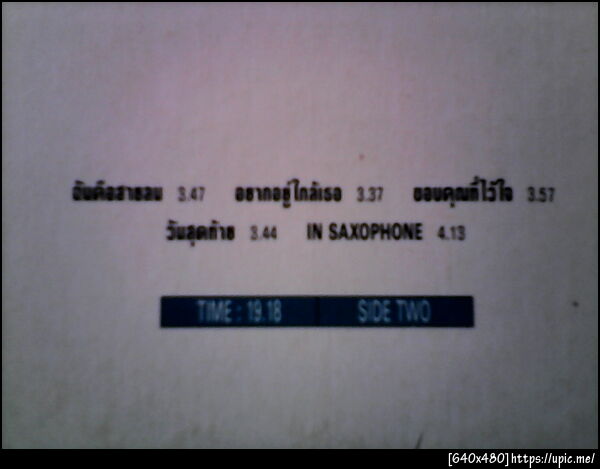 ฉันคือสายลม 3.47 อยากอยู่ใกล้เธอ 3.37 ขอบคุณที่ไว้ใจ 3.57
วันสุดท้าย 3.44 IN SAXOPHONE 4.13
TIME : 19.18 SIDE TWO
[640x480]https://upic.me/